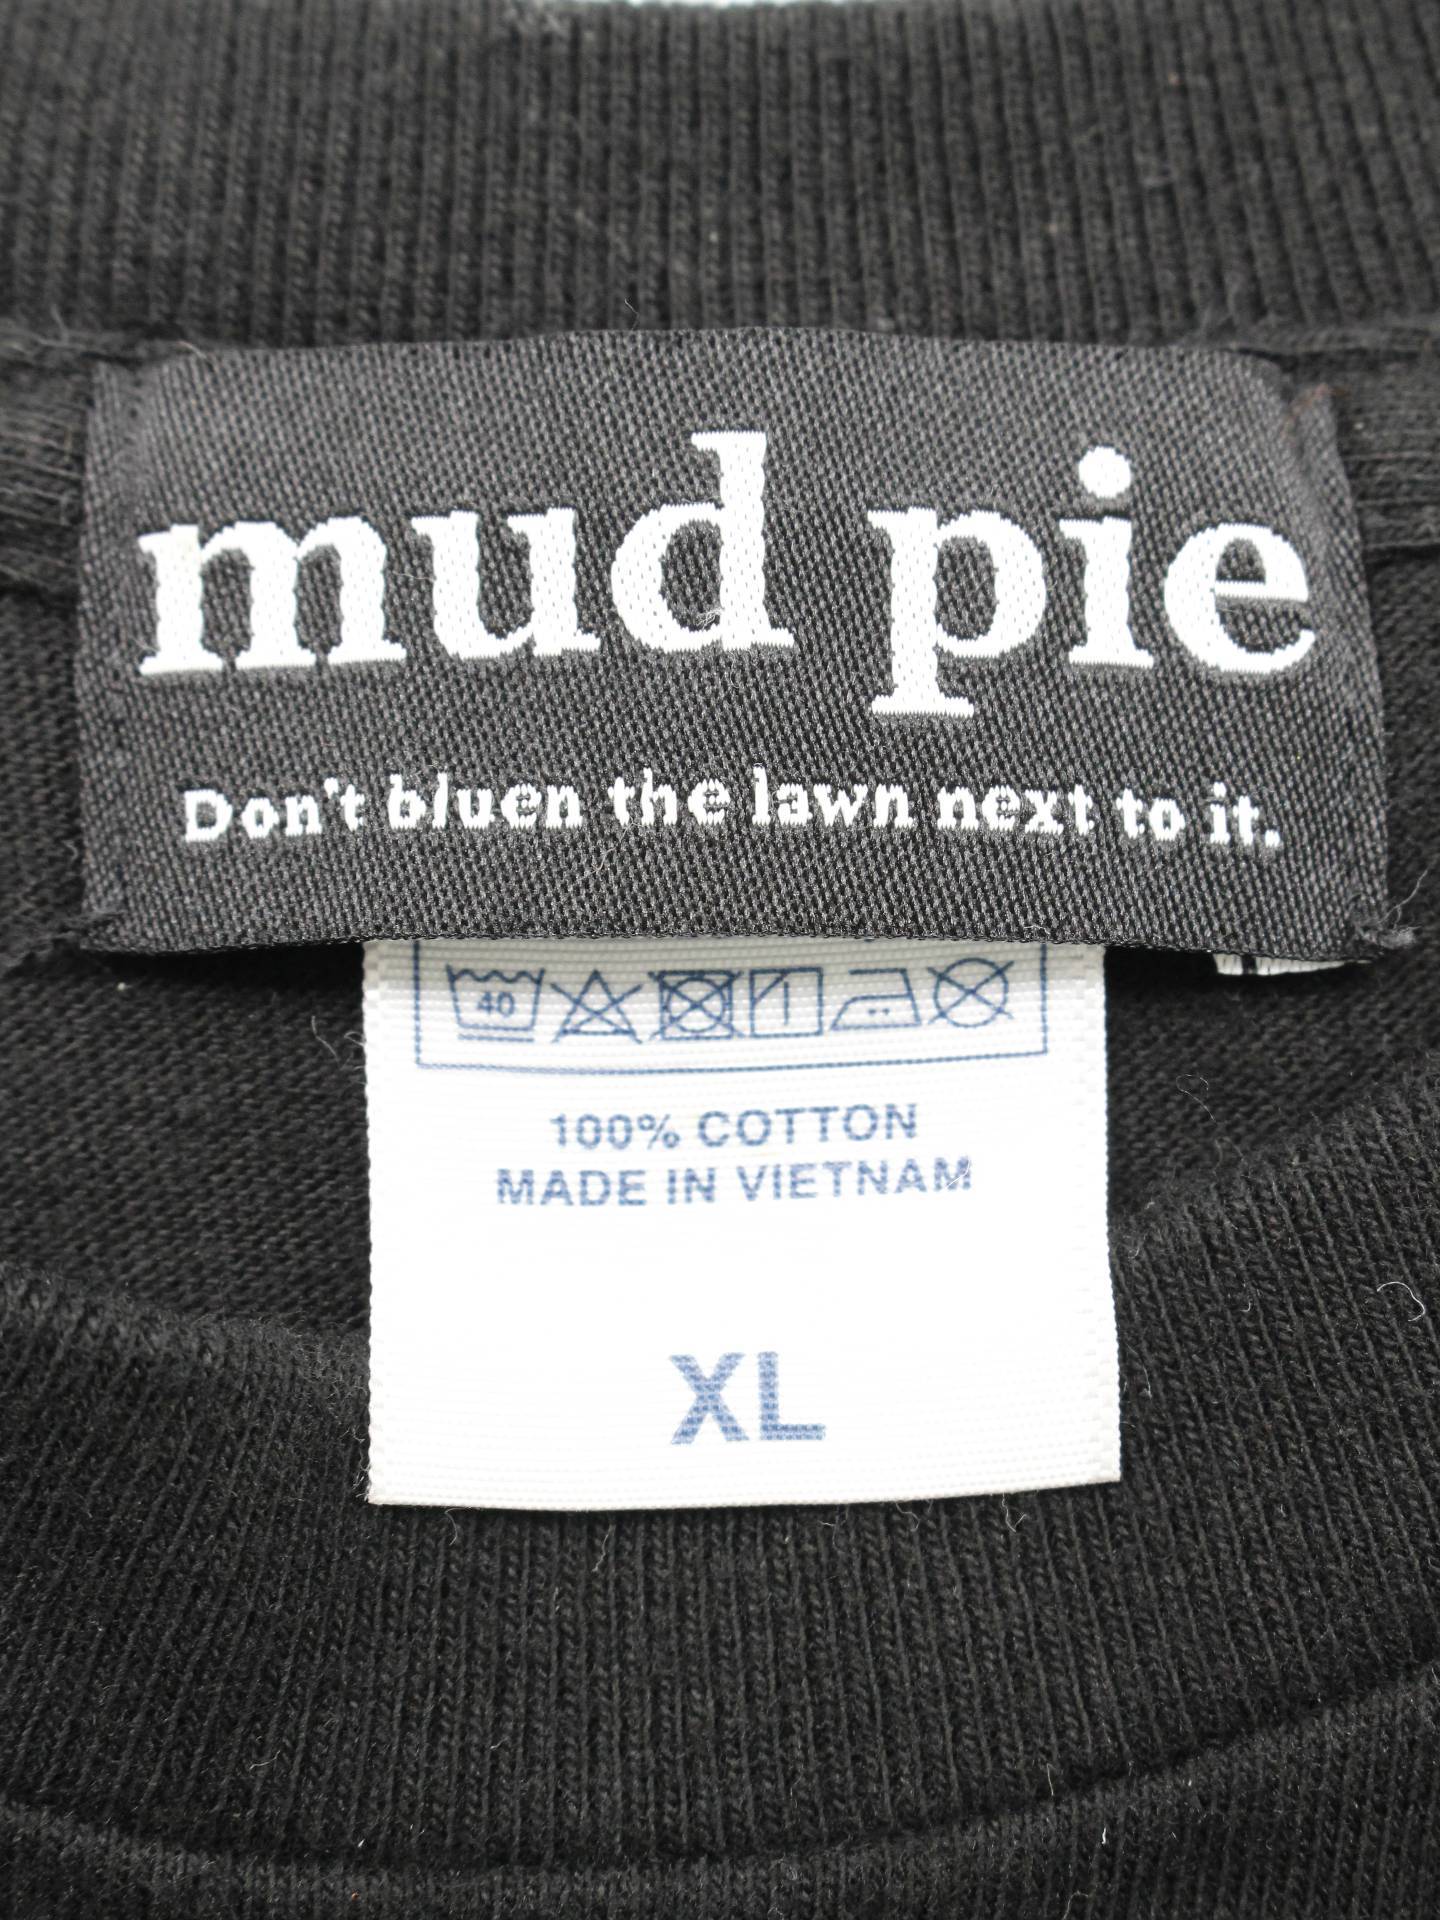 mud pie
Don't bluen the lawn next to it.
40
100% COTTON
MADE IN VIETNAM
XL